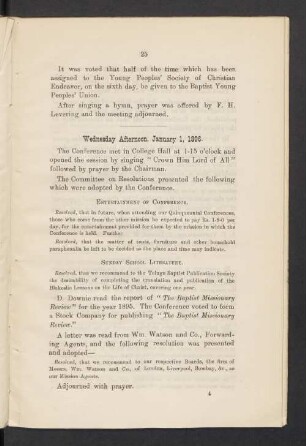 25
It was voted that half of the time which has been
assigned to the Young Peoples' Society of Christian
Endeavor, on the sixth day, be given to the Baptist Young
Peoples' Union.
After singing a hymn, prayer was offered by F. H.
Levering and the meeting adjourned.
Wednesday Afternoon, January 1, 1896.
The Conference met in College Hall at 1-15 o'clock and
opened the session by singing "Crown Him Lord of All"
followed by prayer by the Chairman.
The Committee on Resolutions presented the following
which were adopted by the Conference.
ENTERTAINMENT OF CONFERENCE.
Resolved, that in future, when attending our Quinquennial Conferences,
those who come from the other mission be expected to pay Rs. 1-8-0 per
day, for the entertainment provided for them by the mission in which the
Conference is held. Further:
Resolved, that the matter of coats, furniture and other household
paraphernalia be left to be decided as the place and time may indicate.
SUNDAY SCHOOL LITERATURE.
Resolved, that we recommend to the Telugu Baptist Publication Society
the desirability of completing the translation and publication of the
Blakeslie Lessons on the Life of Christ, covering one year.
D. Downie read the report of "The Baptist Missionary
Review" for the year 1895. The Conference voted to form
a Stock Company for publishing "The Baptist Missionary
Review."
A letter was read from Wm. Watson and Co., Forward-
ing Agents, and the following resolution was presented
and adopted—
Resolved, that we recommend to our respective Boards, the firm of
Messrs. Wm. Watson and Co., of London, Liverpool, Bombay, &c., as
our Mission Agents.
Adjourned with prayer.
4